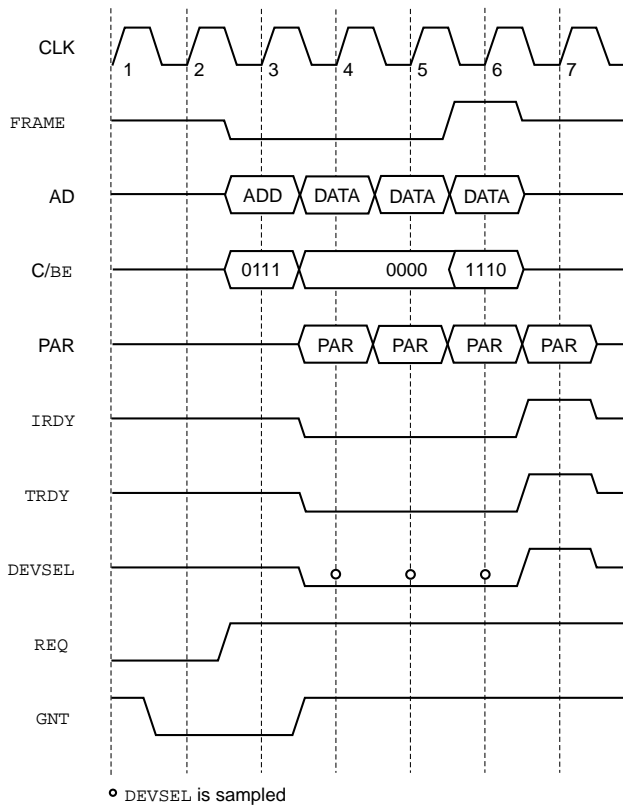 CLK
1 2 3 4 5 6 7
FRAME
AD ADD DATA DATA DATA
C/BE 0111 0000 1110
PAR PAR PAR PAR PAR
IRDY
TRDY
DEVSEL
REQ
GNT
DEVSEL is sampled